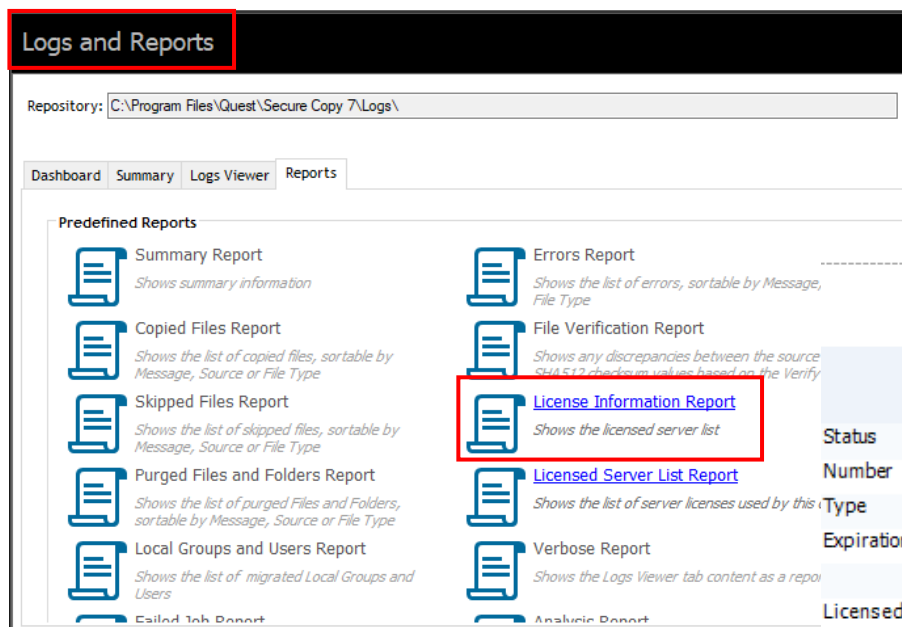 Logs and Reports
Repository: C:\Program Files\Quest\Secure Copy 7\Logs\
Dashboard Summary Logs Viewer Reports
Predefined Reports
Summary Report
Shows summary information
Copied Files Report
Shows the list of copied files, sortable by
Message, Source or File Type
Skipped Files Report
Shows the list of skipped files, sortable by
Message, Source or File Type
Purged Files and Folders Report
Shows the list of purged Files and Folders,
sortable by Message, Source or File Type
Local Groups and Users Report
Shows the list of migrated Local Groups and
Users
Failed Job Report
Errors Report
Shows the list of errors, sortable by Message,
File Type
File Verification Report
Shows any discrepancies between the source
SHA512 checksum values based on the Verify
License Information Report
Shows the licensed server list
Licensed Server List Report
Shows the list of server licenses used by this
Verbose Report
Shows the Logs Viewer tab content as a repo
Analysis Report
Status
Number
Type
Expiration
Licensed